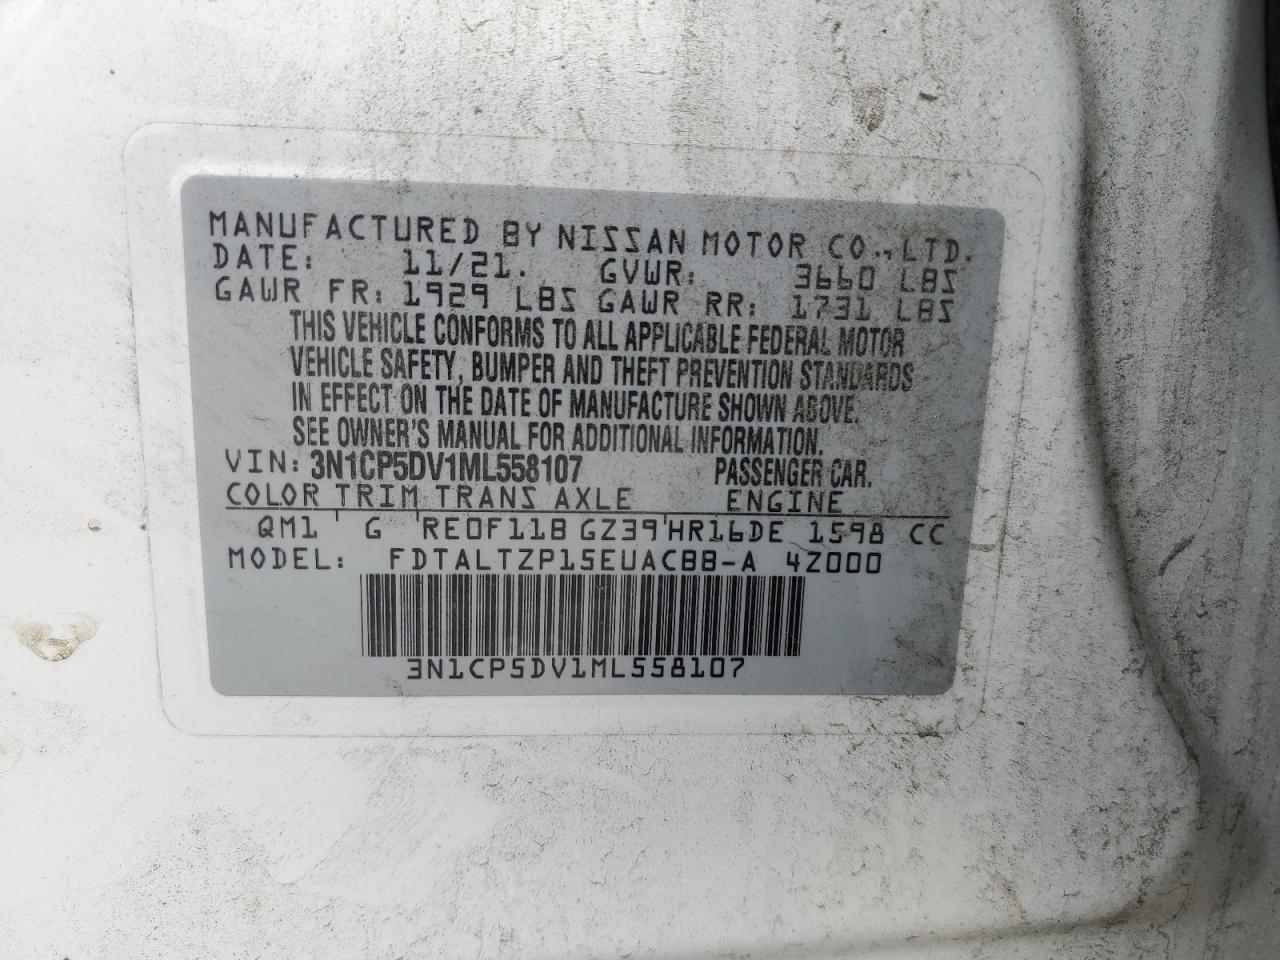 MANUFACTURED BY NISSAN MOTOR CO., LTD.
DATE: 11/21. GVWR: 3660 LBS
GAWR FR: 1929 LBS GAWR RR: 1731 LBS
THIS VEHICLE CONFORMS TO ALL APPLICABLE FEDERAL MOTOR
VEHICLE SAFETY, BUMPER AND THEFT PREVENTION STANDARDS
IN EFFECT ON THE DATE OF MANUFACTURE SHOWN ABOVE.
SEE OWNER'S MANUAL FOR ADDITIONAL INFORMATION.
VIN: 3N1CP5DV1ML558107 PASSENGER CAR.
COLOR TRIM TRANS AXLE ENGINE
QM1 G RE0F11B GZ39 HR16DE 1598 CC
MODEL: FDTALTZP15EUACBB-A 4Z000
3N1CP5DV1ML558107